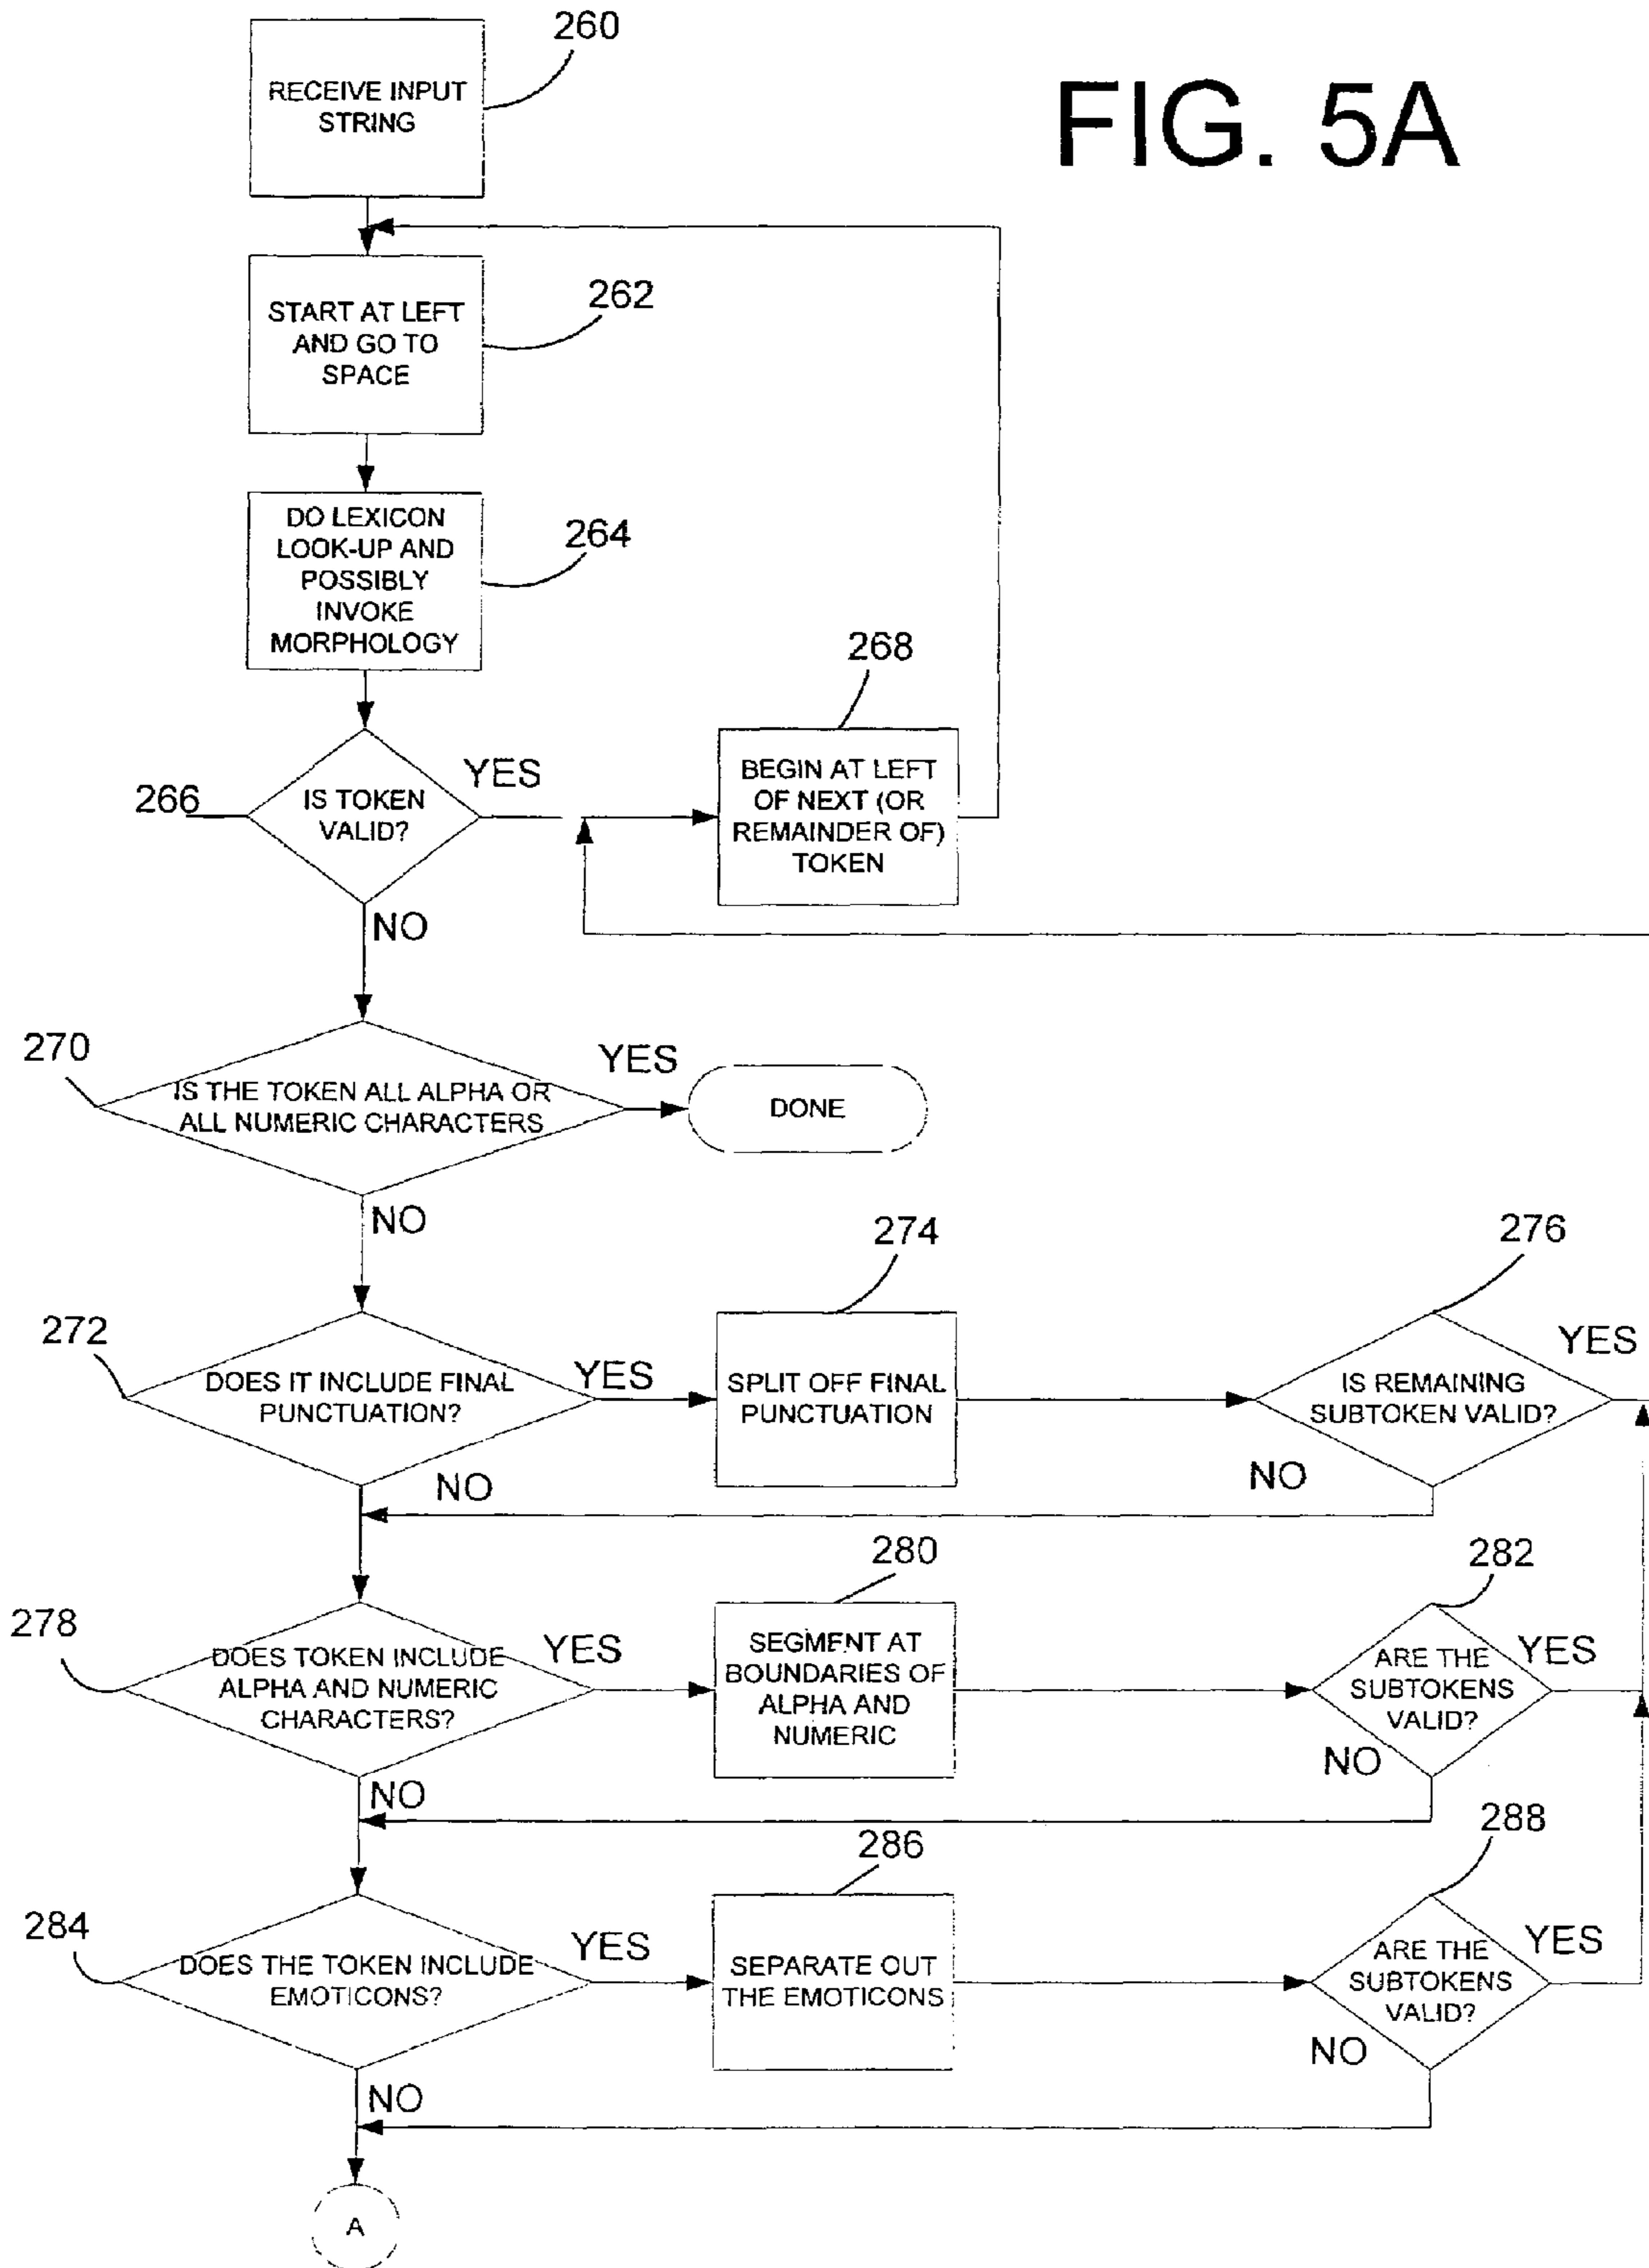 260
FIG. 5A
RECEIVE INPUT
STRING
262
START AT LEFT
AND GO TO
SPACE
264
DO LEXICON
LOOK-UP AND
POSSIBLY
INVOKE
MORPHOLOGY
268
266
IS TOKEN
VALID?
YES
BEGIN AT LEFT
OF NEXT (OR
REMAINDER OF)
TOKEN
NO
270
IS THE TOKEN ALL ALPHA OR
ALL NUMERIC CHARACTERS
YES
DONE
NO
272
DOES IT INCLUDE FINAL
PUNCTUATION?
YES
274
SPLIT OFF FINAL
PUNCTUATION
276
IS REMAINING
SUBTOKEN VALID?
YES
NO
NO
278
DOES TOKEN INCLUDE
ALPHA AND NUMERIC
CHARACTERS?
YES
280
SEGMENT AT
BOUNDARIES OF
ALPHA AND
NUMERIC
282
ARE THE
SUBTOKENS
VALID?
YES
NO
NO
284
DOES THE TOKEN INCLUDE
EMOTICONS?
YES
286
SEPARATE OUT
THE EMOTICONS
288
ARE THE
SUBTOKENS
VALID?
YES
NO
NO
A